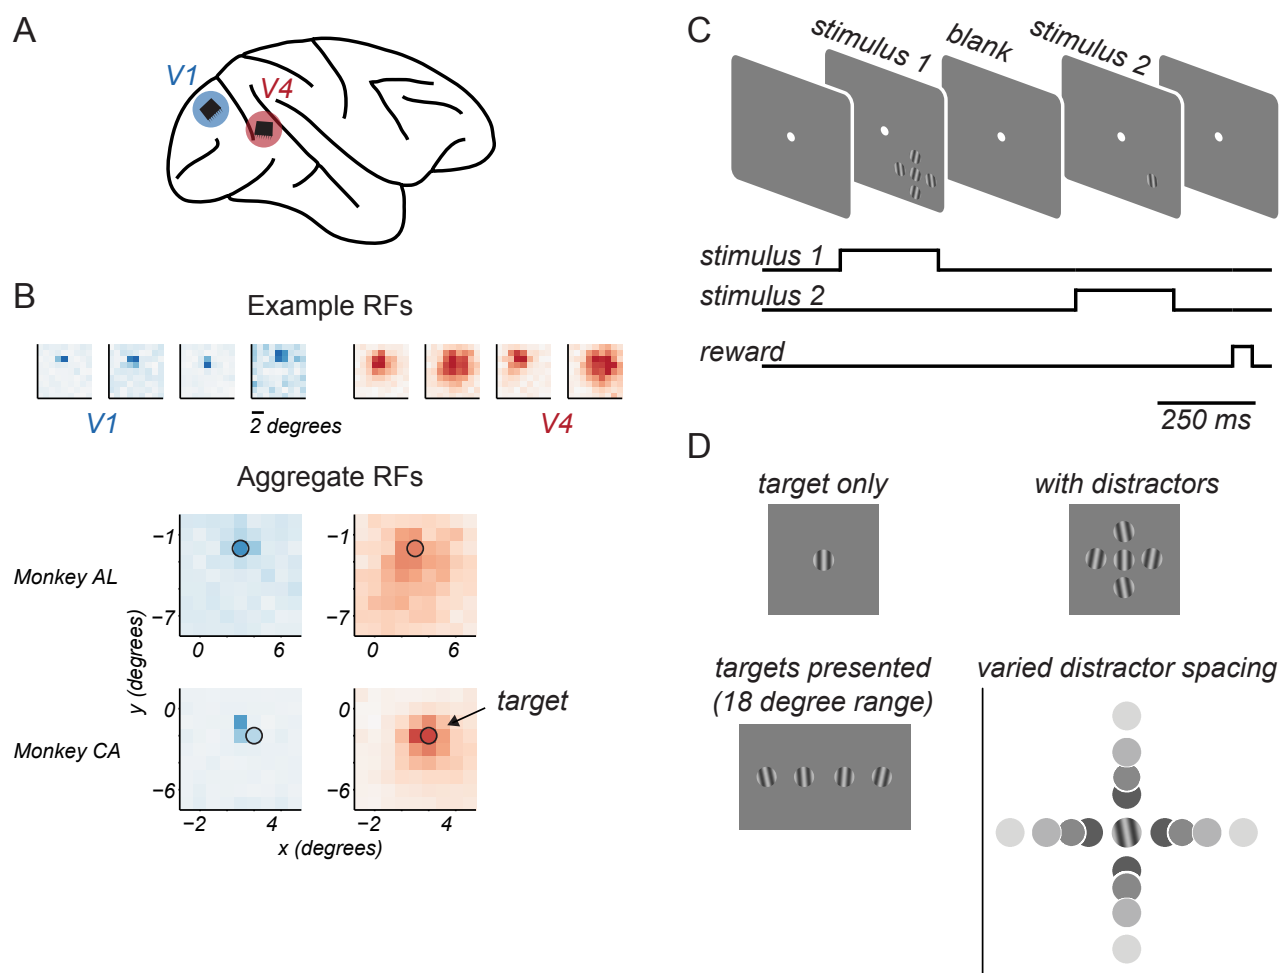 A
V1
V4
B
Example RFs
V1
2 degrees
V4
Aggregate RFs
Monkey AL
−1
−7
0
6
−1
−7
0
6
y (degrees)
Monkey CA
0
−6
−2
4
0
−6
−2
4
target
x (degrees)
C
stimulus 1
blank
stimulus 2
stimulus 1
stimulus 2
reward
250 ms
D
target only
with distractors
targets presented
(18 degree range)
varied distractor spacing